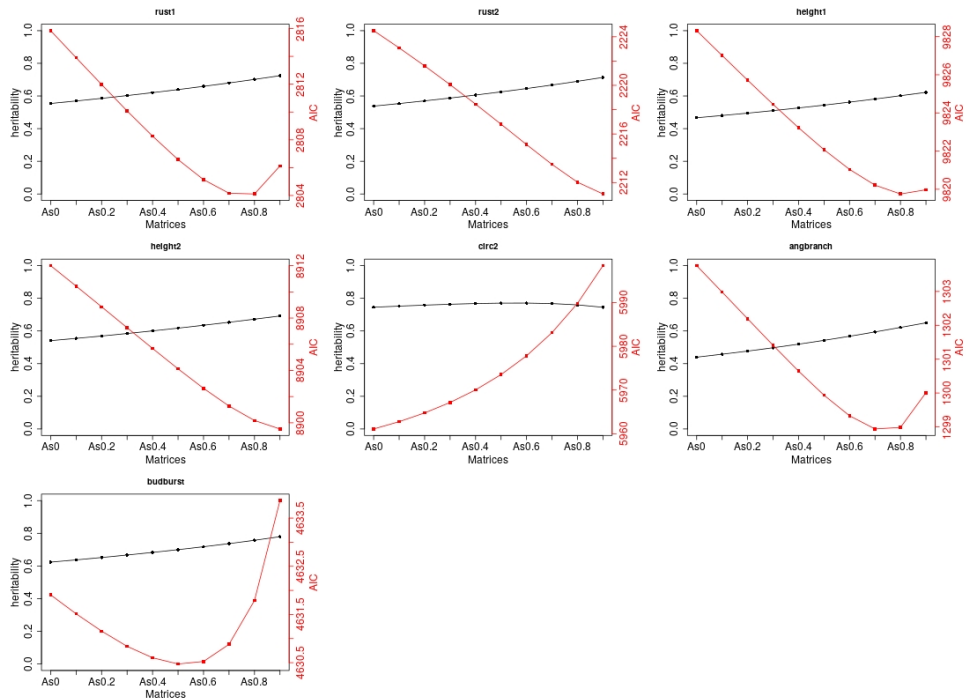 rust1
heritability
0.0 0.2 0.4 0.6 0.8 1.0
As0 As0.2 As0.4 As0.6 As0.8
Matrices
2804 2808 2812 2816
AIC
rust2
heritability
0.0 0.2 0.4 0.6 0.8 1.0
As0 As0.2 As0.4 As0.6 As0.8
Matrices
2212 2216 2220 2224
AIC
height1
heritability
0.0 0.2 0.4 0.6 0.8 1.0
As0 As0.2 As0.4 As0.6 As0.8
Matrices
9820 9822 9824 9826 9828
AIC
height2
heritability
0.0 0.2 0.4 0.6 0.8 1.0
As0 As0.2 As0.4 As0.6 As0.8
Matrices
8900 8904 8908 8912
AIC
circ2
heritability
0.0 0.2 0.4 0.6 0.8 1.0
As0 As0.2 As0.4 As0.6 As0.8
Matrices
5960 5970 5980 5990
AIC
angbranch
heritability
0.0 0.2 0.4 0.6 0.8 1.0
As0 As0.2 As0.4 As0.6 As0.8
Matrices
1299 1300 1301 1302 1303
AIC
budburst
heritability
0.0 0.2 0.4 0.6 0.8 1.0
As0 As0.2 As0.4 As0.6 As0.8
Matrices
4630.5 4631.5 4632.5 4633.5
AIC